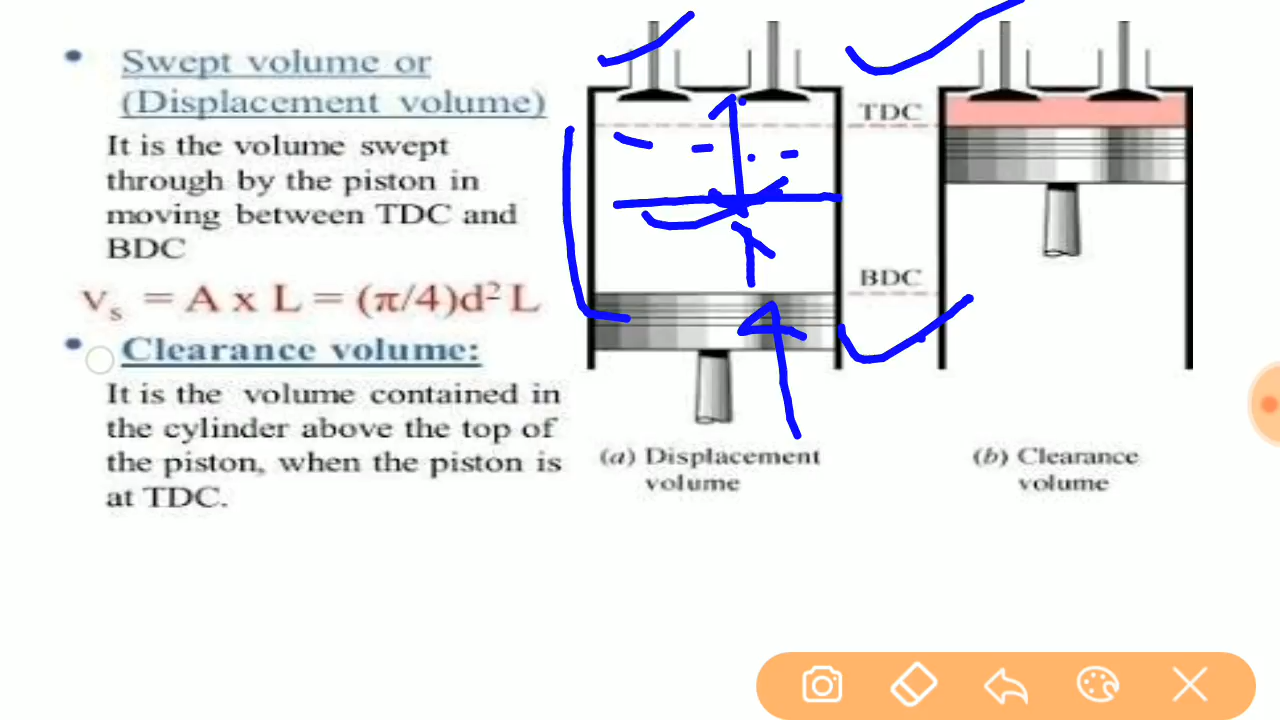 Swept volume or
(Displacement volume)
It is the volume swept
through by the piston in
moving between TDC and
BDC
vₛ = A x L = (π/4)d² L
Clearance volume:
It is the volume contained in
the cylinder above the top of
the piston, when the piston is
at TDC.
TDC
BDC
(a) Displacement
volume
(b) Clearance
volume